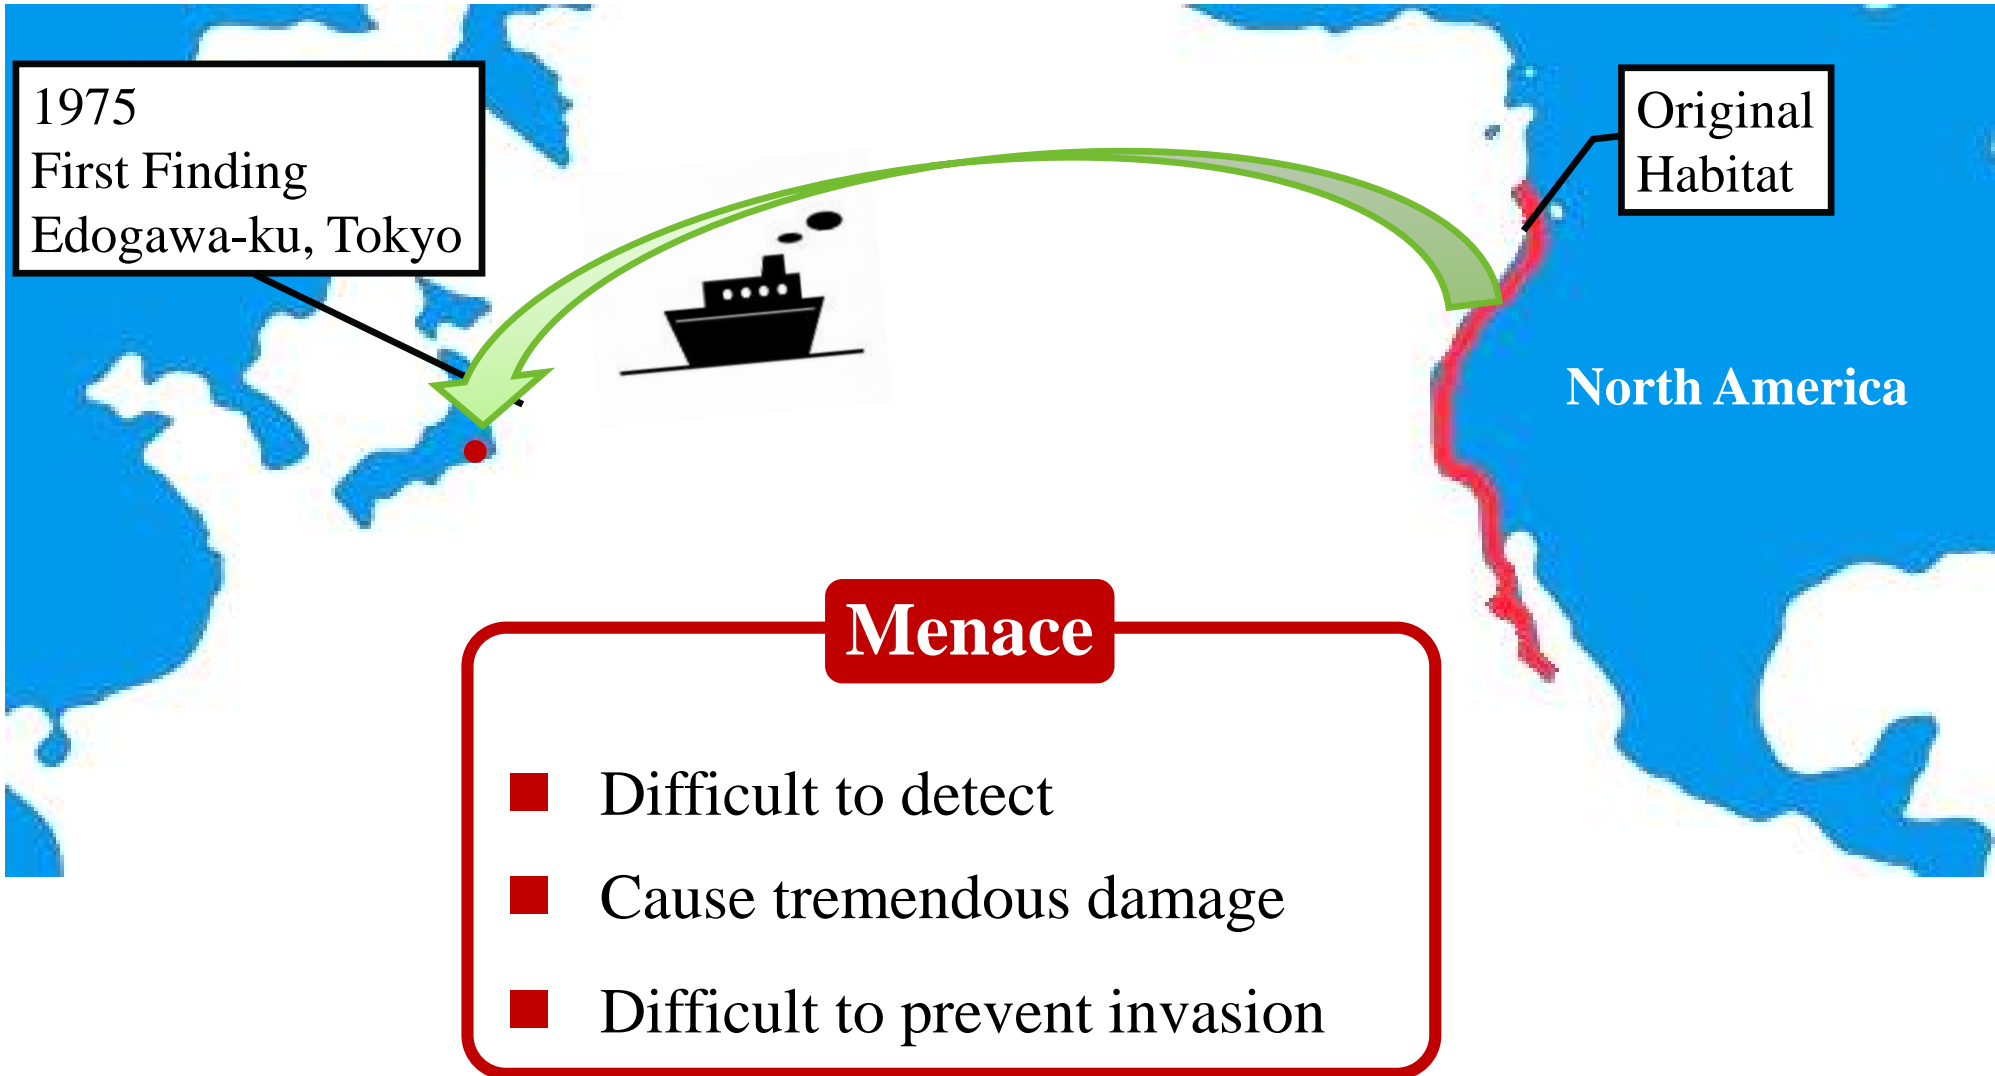 1975
First Finding
Edogawa-ku, Tokyo
Original
Habitat
North America
Menace
Difficult to detect
Cause tremendous damage
Difficult to prevent invasion